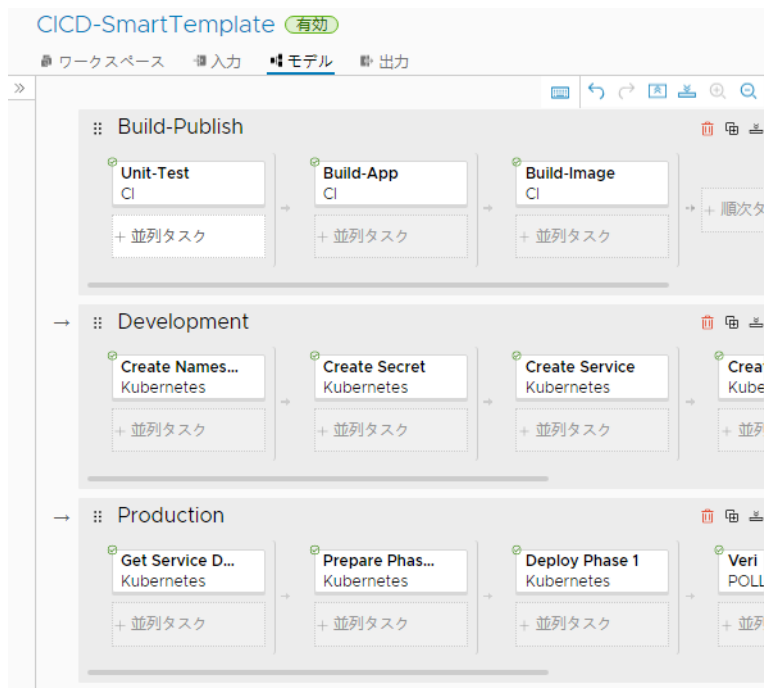 CICD-SmartTemplate 有効
ワークスペース 入力 モデル 出力
Build-Publish
Unit-Test Build-App Build-Image
CI CI CI
+ 並列タスク + 並列タスク + 並列タスク + 順次タ
Development
Create Names... Create Secret Create Service Crea
Kubernetes Kubernetes Kubernetes Kube
+ 並列タスク + 並列タスク + 並列タスク + 並列
Production
Get Service D... Prepare Phas... Deploy Phase 1 Veri
Kubernetes Kubernetes Kubernetes POLL
+ 並列タスク + 並列タスク + 並列タスク + 並列